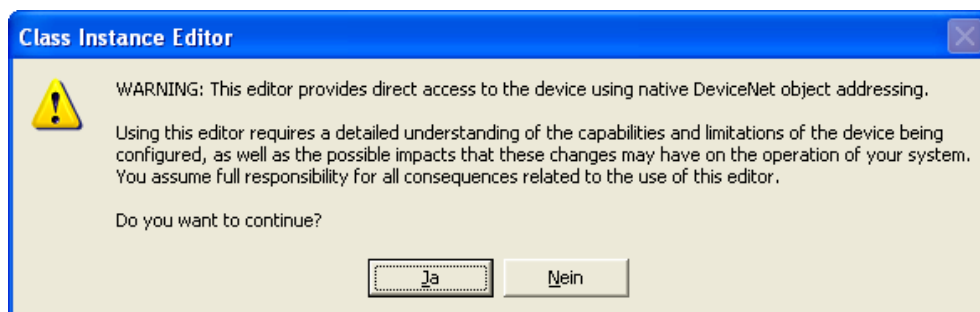 Class Instance Editor
WARNING: This editor provides direct access to the device using native DeviceNet object addressing.
Using this editor requires a detailed understanding of the capabilities and limitations of the device being
configured, as well as the possible impacts that these changes may have on the operation of your system.
You assume full responsibility for all consequences related to the use of this editor.
Do you want to continue?
Ja
Nein